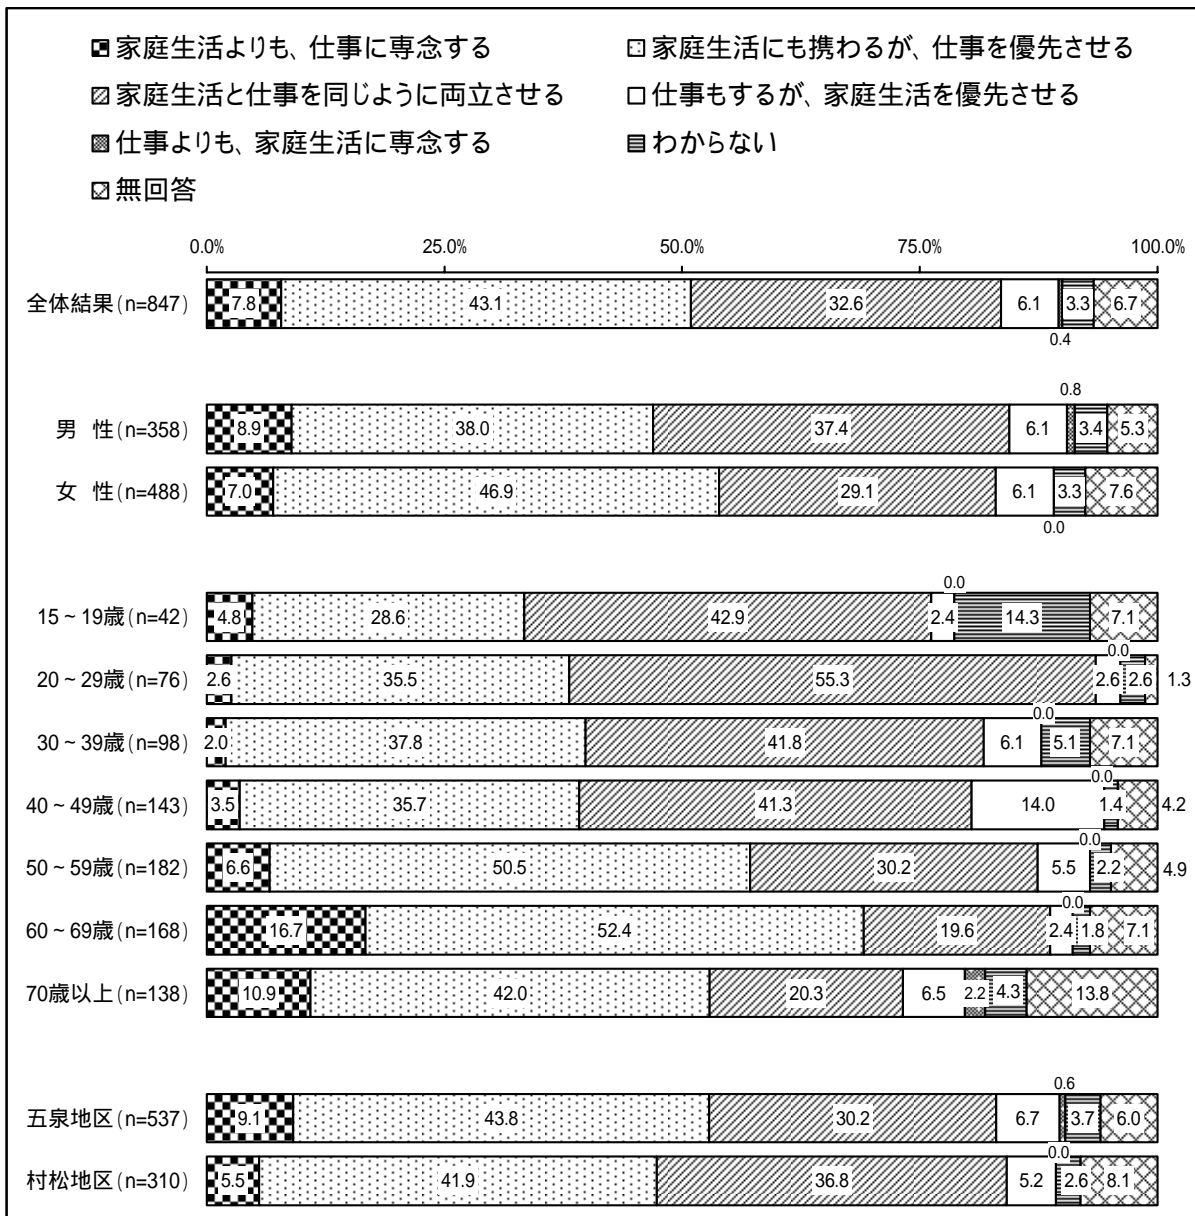 家庭生活よりも、仕事に専念する 家庭生活にも携わるが、仕事を優先させる
家庭生活と仕事を同じように両立させる 仕事もするが、家庭生活を優先させる
仕事よりも、家庭生活に専念する わからない
無回答
0.0% 25.0% 50.0% 75.0% 100.0%
全体結果(n=847) 7.8 43.1 32.6 6.1 3.3 6.7
0.4
0.8
男 性(n=358) 8.9 38.0 37.4 6.1 3.4 5.3
女 性(n=488) 7.0 46.9 29.1 6.1 3.3 7.6
0.0
0.0
15~19歳(n=42) 4.8 28.6 42.9 2.4 14.3 7.1
0.0
20~29歳(n=76) 2.6 35.5 55.3 2.6 2.6 1.3
0.0
30~39歳(n=98) 2.0 37.8 41.8 6.1 5.1 7.1
0.0
40~49歳(n=143) 3.5 35.7 41.3 14.0 1.4 4.2
0.0
50~59歳(n=182) 6.6 50.5 30.2 5.5 2.2 4.9
0.0
60~69歳(n=168) 16.7 52.4 19.6 2.4 1.8 7.1
70歳以上(n=138) 10.9 42.0 20.3 6.5 2.2 4.3 13.8
0.6
五泉地区(n=537) 9.1 43.8 30.2 6.7 3.7 6.0
0.0
村松地区(n=310) 5.5 41.9 36.8 5.2 2.6 8.1